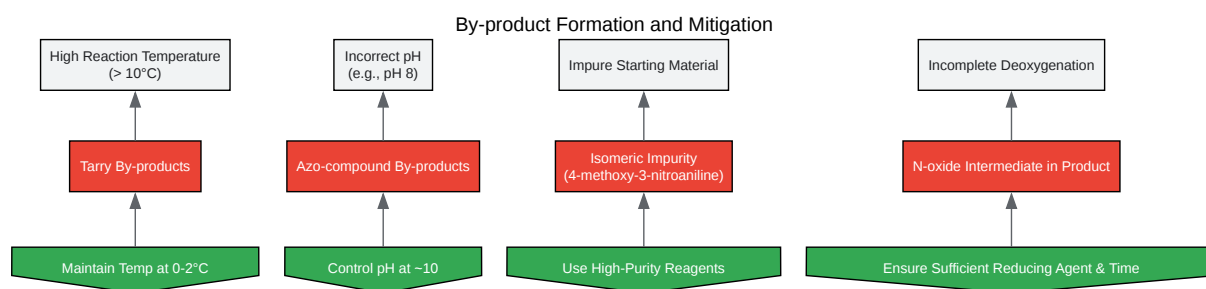 By-product Formation and Mitigation
High Reaction Temperature
(> 10°C)
Incorrect pH
(e.g., pH 8)
Impure Starting Material
Incomplete Deoxygenation
Tarry By-products
Azo-compound By-products
Isomeric Impurity
(4-methoxy-3-nitroaniline)
N-oxide Intermediate in Product
Maintain Temp at 0-2°C
Control pH at ~10
Use High-Purity Reagents
Ensure Sufficient Reducing Agent & Time